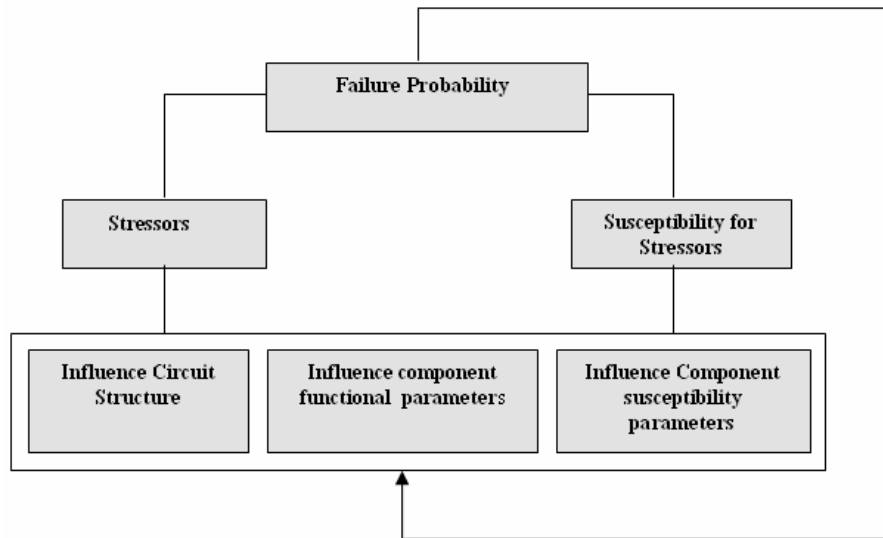 Failure Probability
Stressors
Susceptibility for
Stressors
Influence Circuit
Structure
Influence component
functional parameters
Influence Component
susceptibility
parameters